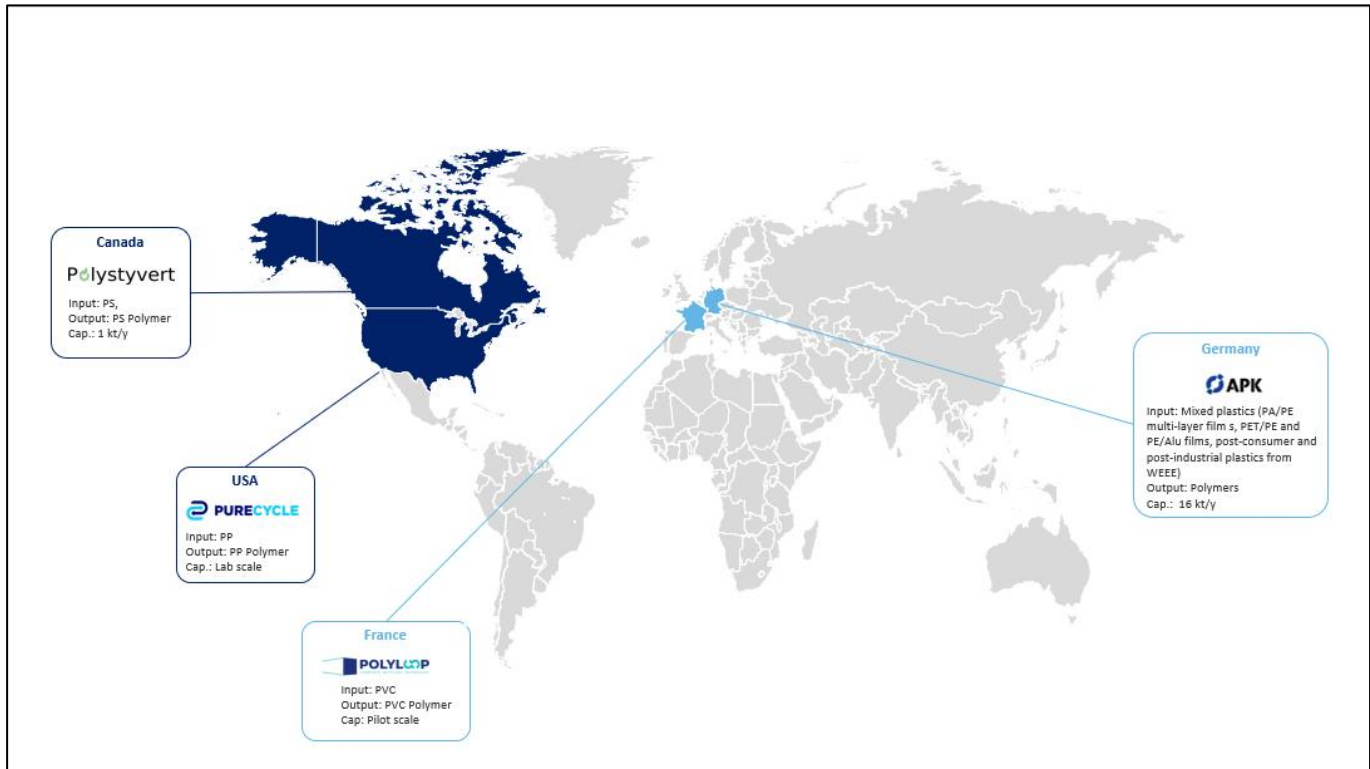 Canada
Polystyvert
Input: PS,
Output: PS Polymer
Cap.: 1 kt/y
USA
PURECYCLE
Input: PP
Output: PP Polymer
Cap.: Lab scale
France
POLYLOOP
Input: PVC
Output: PVC Polymer
Cap: Pilot scale
Germany
APK
Input: Mixed plastics (PA/PE
multi-layer film s, PET/PE and
PE/Alu films, post-consumer and
post-industrial plastics from
WEEE)
Output: Polymers
Cap.: 16 kt/y